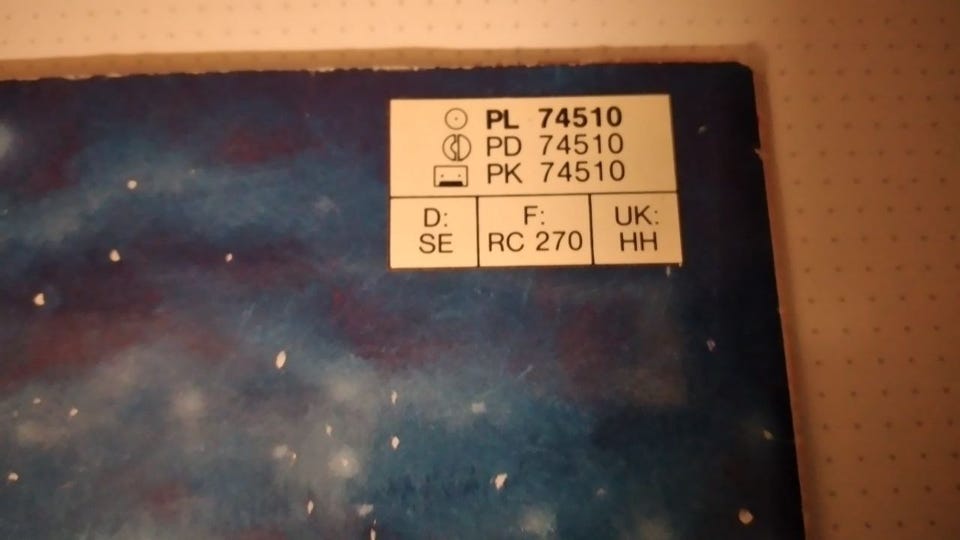 PL 74510
PD 74510
PK 74510
D: F: UK:
SE RC 270 HH